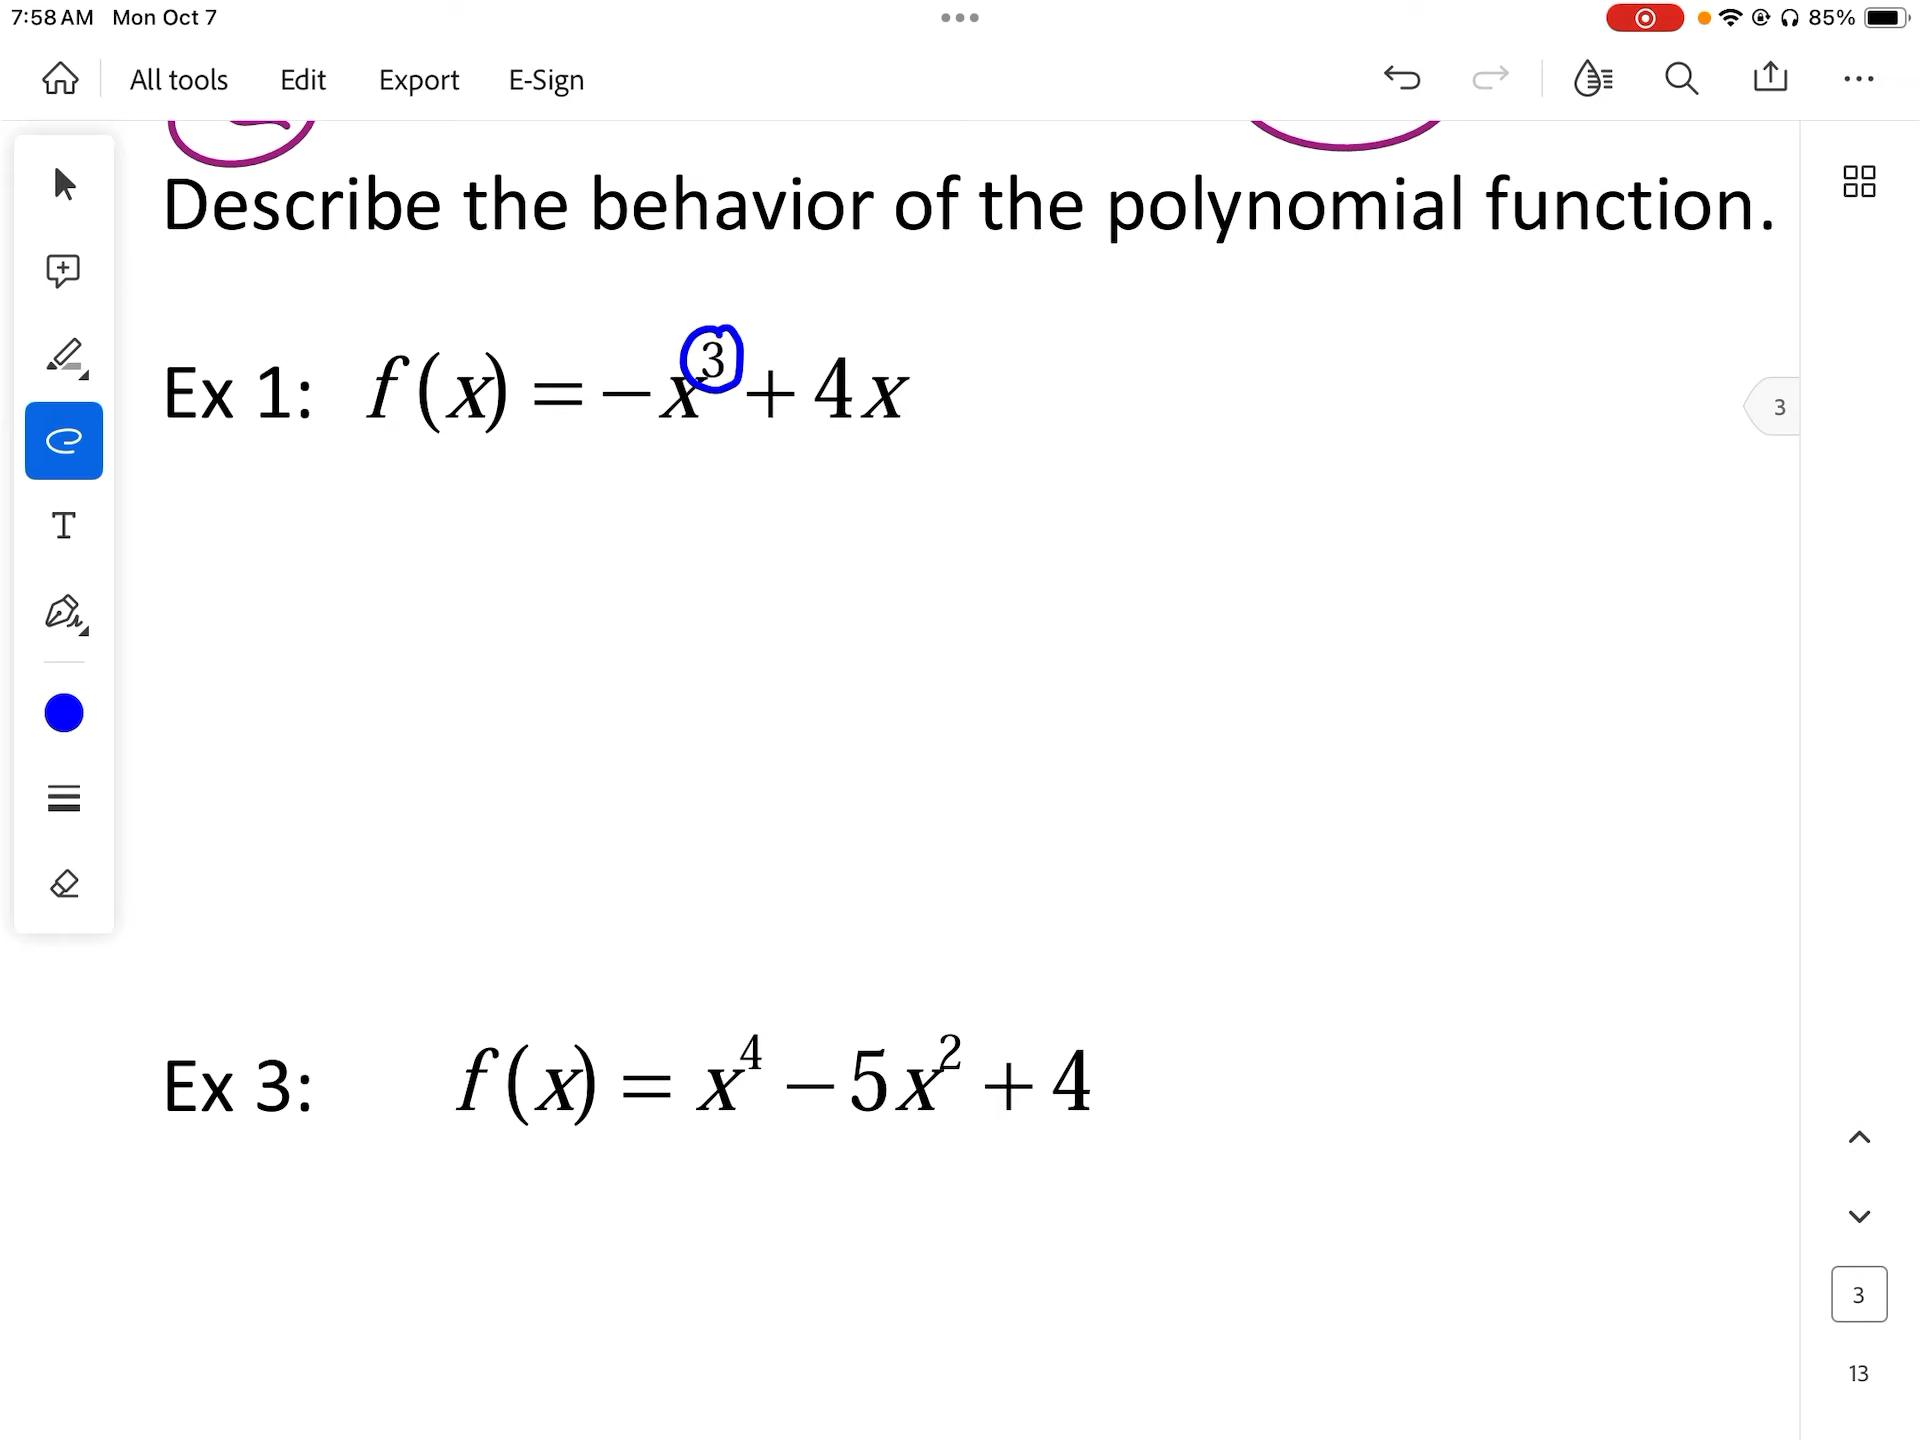 7:58 AM Mon Oct 7 85%
All tools Edit Export E-Sign
Describe the behavior of the polynomial function.
Ex 1: f(x) = −x³ + 4x
3
T
Ex 3: f(x) = x⁴ − 5x² + 4
3
13